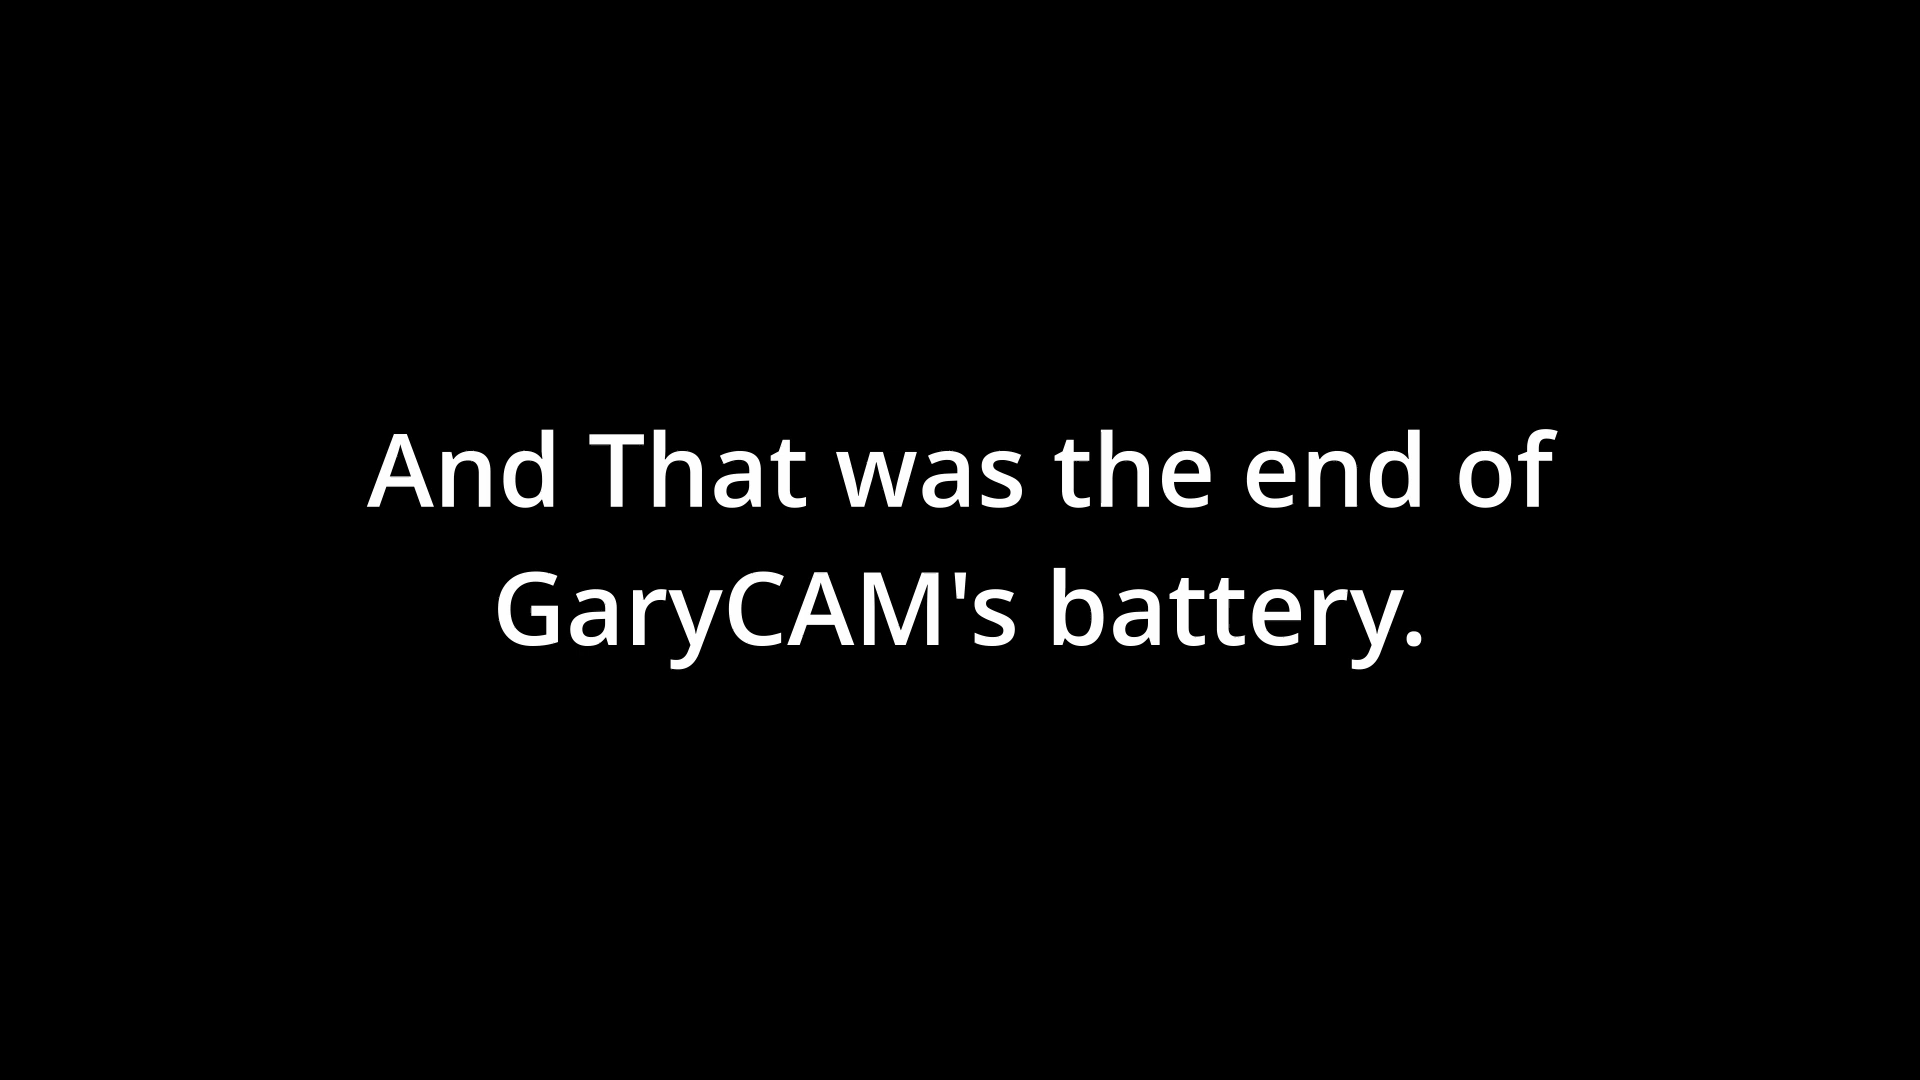 And That was the end of
GaryCAM's battery.